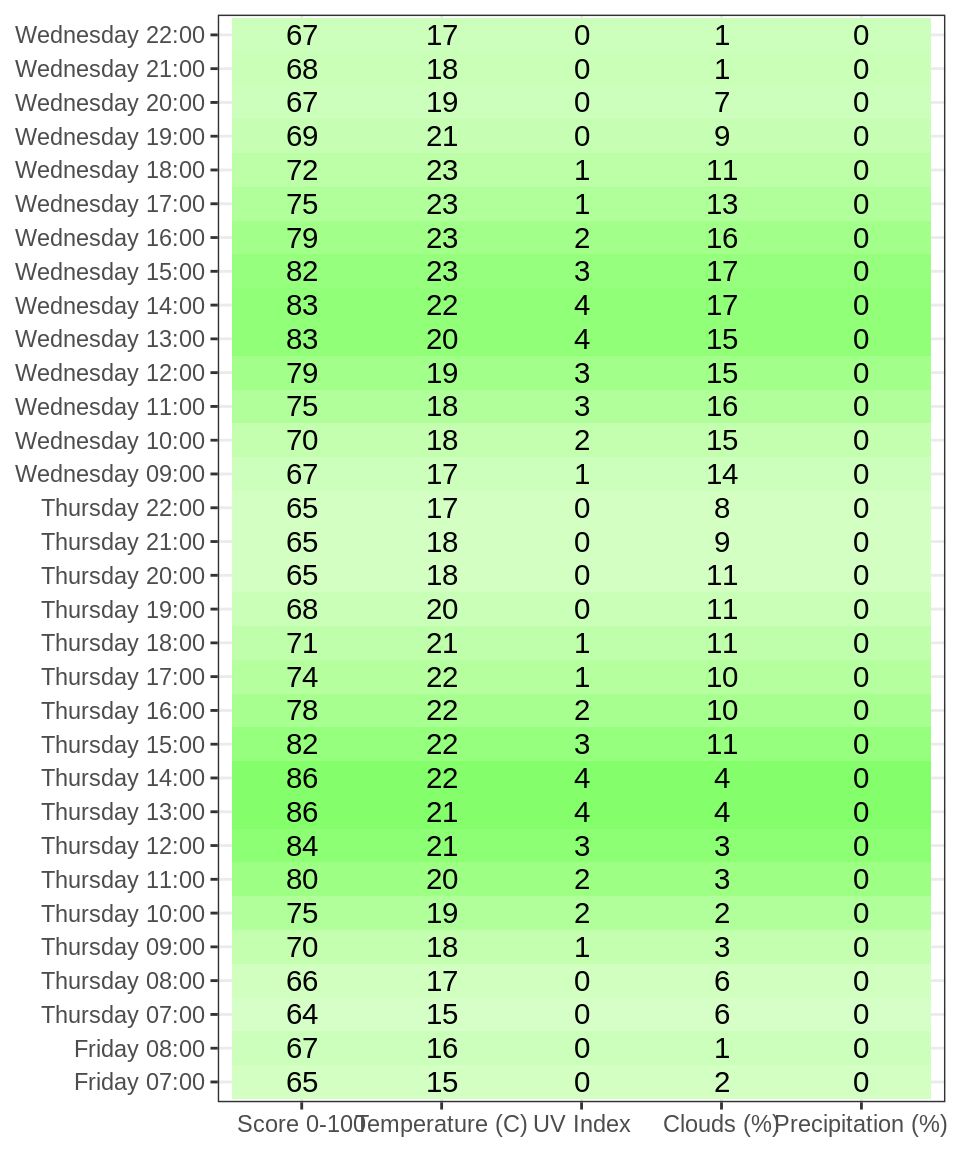 Wednesday 22:00 67 17 0 1 0
Wednesday 21:00 68 18 0 1 0
Wednesday 20:00 67 19 0 7 0
Wednesday 19:00 69 21 0 9 0
Wednesday 18:00 72 23 1 11 0
Wednesday 17:00 75 23 1 13 0
Wednesday 16:00 79 23 2 16 0
Wednesday 15:00 82 23 3 17 0
Wednesday 14:00 83 22 4 17 0
Wednesday 13:00 83 20 4 15 0
Wednesday 12:00 79 19 3 15 0
Wednesday 11:00 75 18 3 16 0
Wednesday 10:00 70 18 2 15 0
Wednesday 09:00 67 17 1 14 0
Thursday 22:00 65 17 0 8 0
Thursday 21:00 65 18 0 9 0
Thursday 20:00 65 18 0 11 0
Thursday 19:00 68 20 0 11 0
Thursday 18:00 71 21 1 11 0
Thursday 17:00 74 22 1 10 0
Thursday 16:00 78 22 2 10 0
Thursday 15:00 82 22 3 11 0
Thursday 14:00 86 22 4 4 0
Thursday 13:00 86 21 4 4 0
Thursday 12:00 84 21 3 3 0
Thursday 11:00 80 20 2 3 0
Thursday 10:00 75 19 2 2 0
Thursday 09:00 70 18 1 3 0
Thursday 08:00 66 17 0 6 0
Thursday 07:00 64 15 0 6 0
Friday 08:00 67 16 0 1 0
Friday 07:00 65 15 0 2 0
Score 0-100 Temperature (C) UV Index Clouds (%) Precipitation (%)